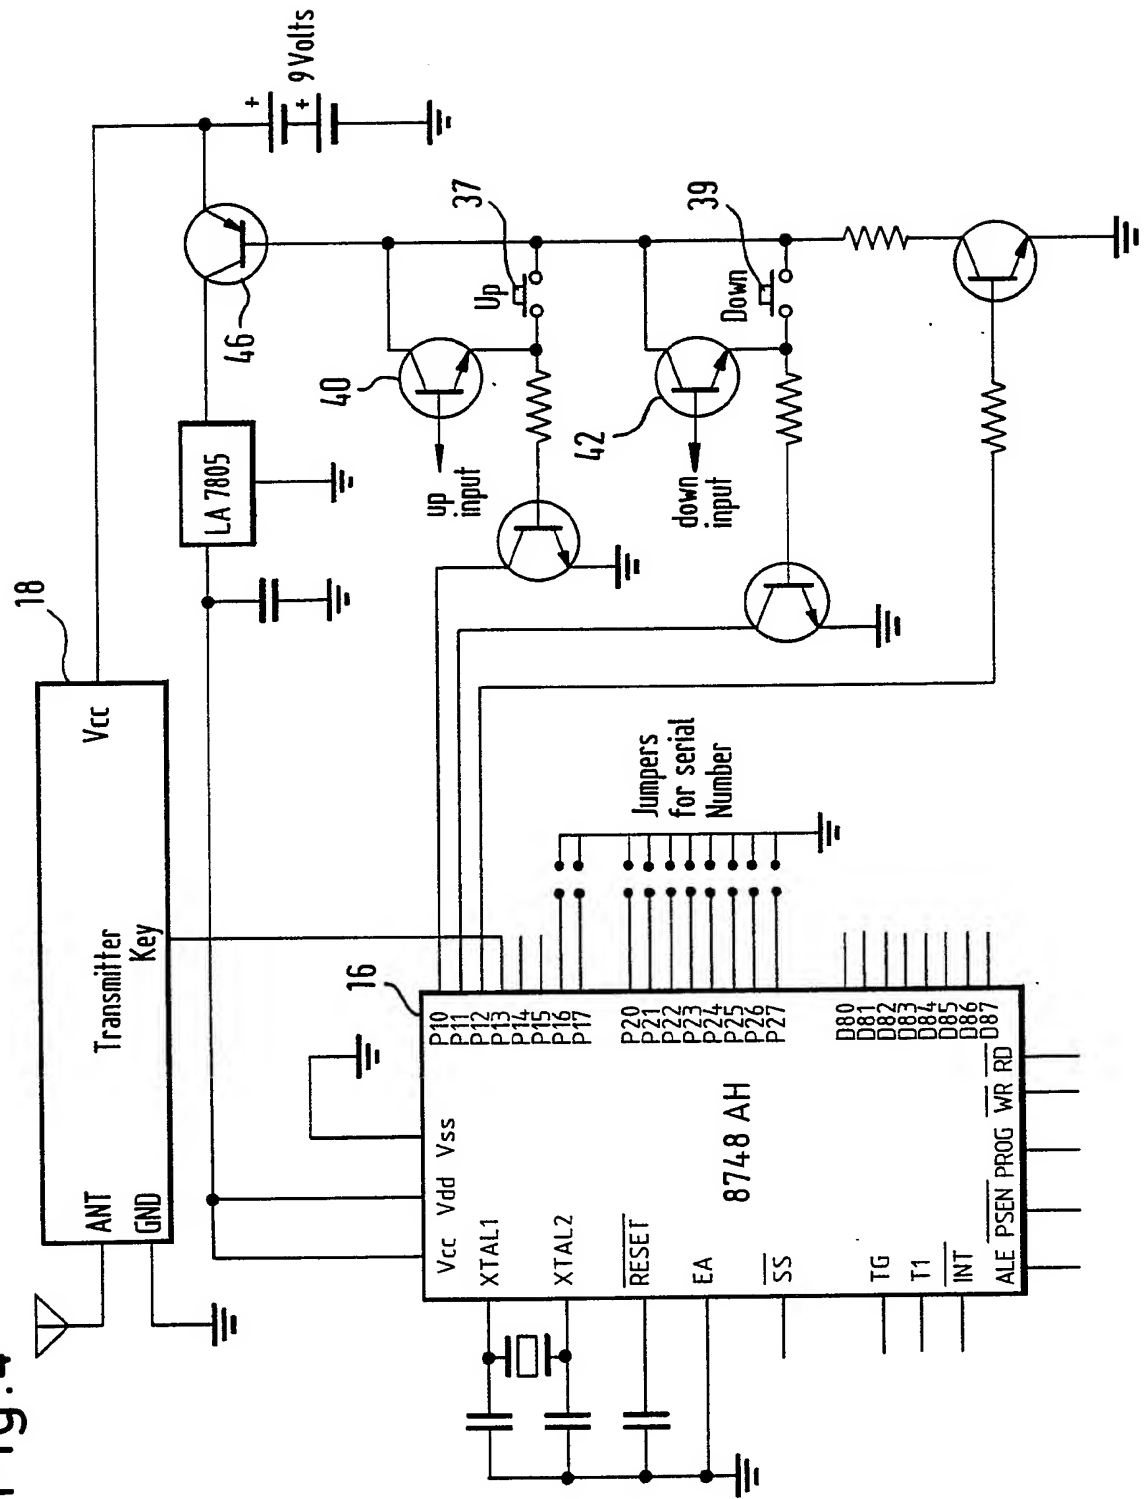 Fig.4
18
Transmitter
Vcc
Key
ANT
GND
LA 7805
46
+
+ 9 Volts
40
up
input
Up
37
42
down
input
Down
39
16
Vcc
Vdd
Vss
XTAL1
XTAL2
RESET
EA
SS
TG
T1
INT
ALE
PSEN
PROG
WR
RD
8748 AH
P10
P11
P12
P13
P14
P15
P16
P17
P20
P21
P22
P23
P24
P25
P26
P27
D80
D81
D82
D83
D84
D85
D86
D87
Jumpers
for serial
Number